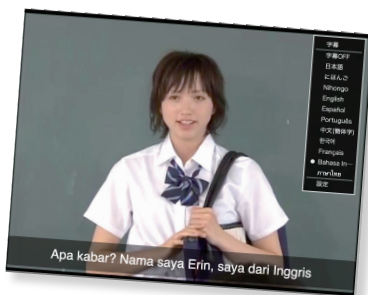 字幕
字幕OFF
日本語
にほんご
Nihongo
English
Español
Português
中文(簡体字)
한국어
Français
● Bahasa In…
ภาษาไทย
設定
Apa kabar? Nama saya Erin, saya dari Inggris